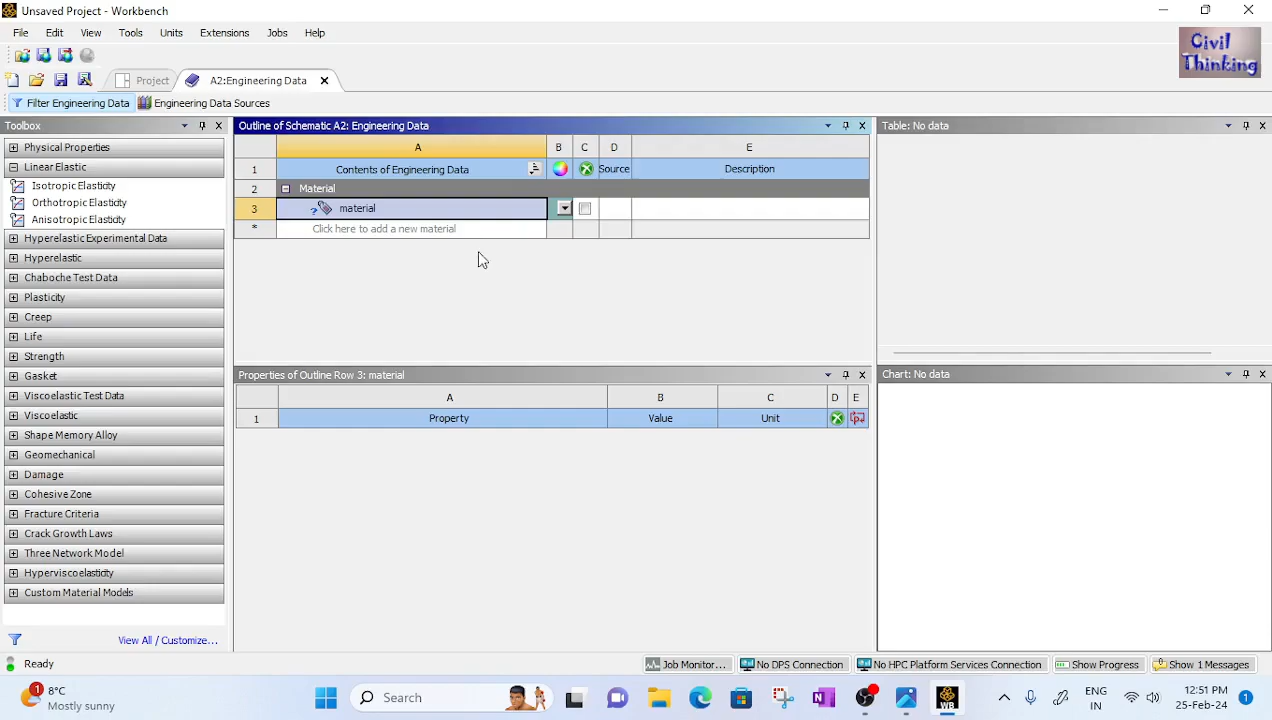 Unsaved Project - Workbench
File Edit View Tools Units Extensions Jobs Help
Civil Thinking
Project A2:Engineering Data
Filter Engineering Data Engineering Data Sources
Toolbox
Physical Properties
Linear Elastic
Isotropic Elasticity
Orthotropic Elasticity
Anisotropic Elasticity
Hyperelastic Experimental Data
Hyperelastic
Chaboche Test Data
Plasticity
Creep
Life
Strength
Gasket
Viscoelastic Test Data
Viscoelastic
Shape Memory Alloy
Geomechanical
Damage
Cohesive Zone
Fracture Criteria
Crack Growth Laws
Three Network Model
Hyperviscoelasticity
Custom Material Models
View All / Customize...
Outline of Schematic A2: Engineering Data
A B C D E
1 Contents of Engineering Data Source Description
2 Material
3 ? material
* Click here to add a new material
Properties of Outline Row 3: material
A B C D E
1 Property Value Unit
Table: No data
Chart: No data
Ready
Job Monitor... No DPS Connection No HPC Platform Services Connection Show Progress Show 1 Messages
1 8°C
Mostly sunny
Search
WB
ENG
IN
12:51 PM
25-Feb-24
1